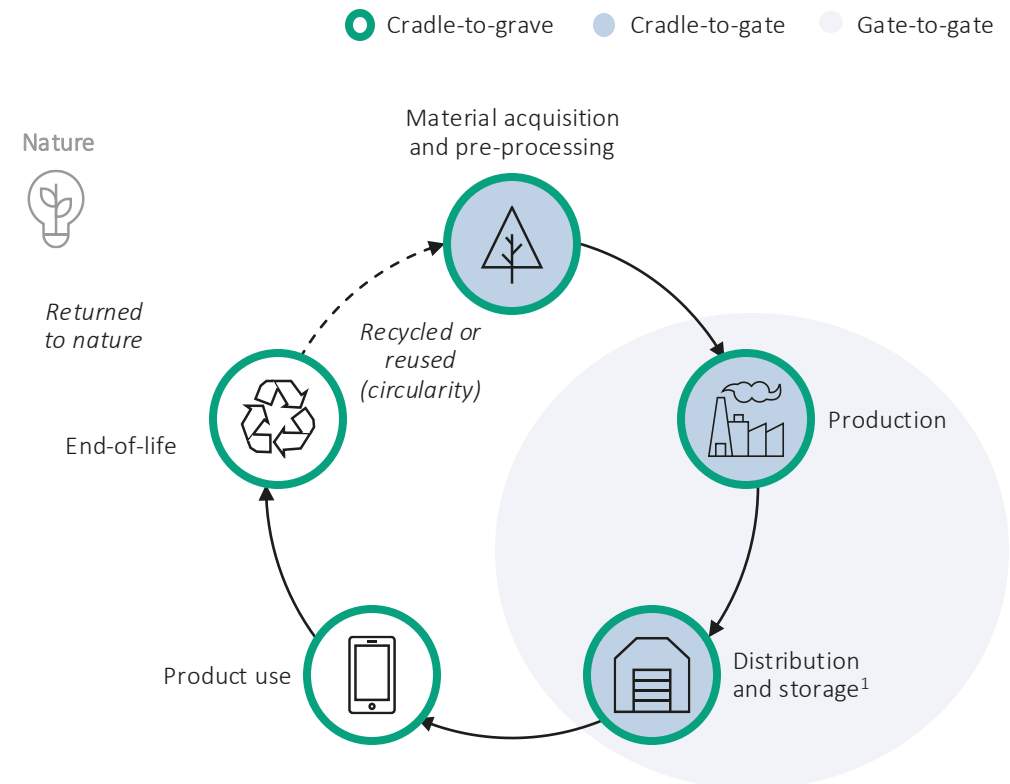 Cradle-to-grave
Cradle-to-gate
Gate-to-gate
Material acquisition
and pre-processing
Nature
Returned
to nature
Recycled or
reused
(circularity)
Production
End-of-life
Distribution
and storage¹
Product use